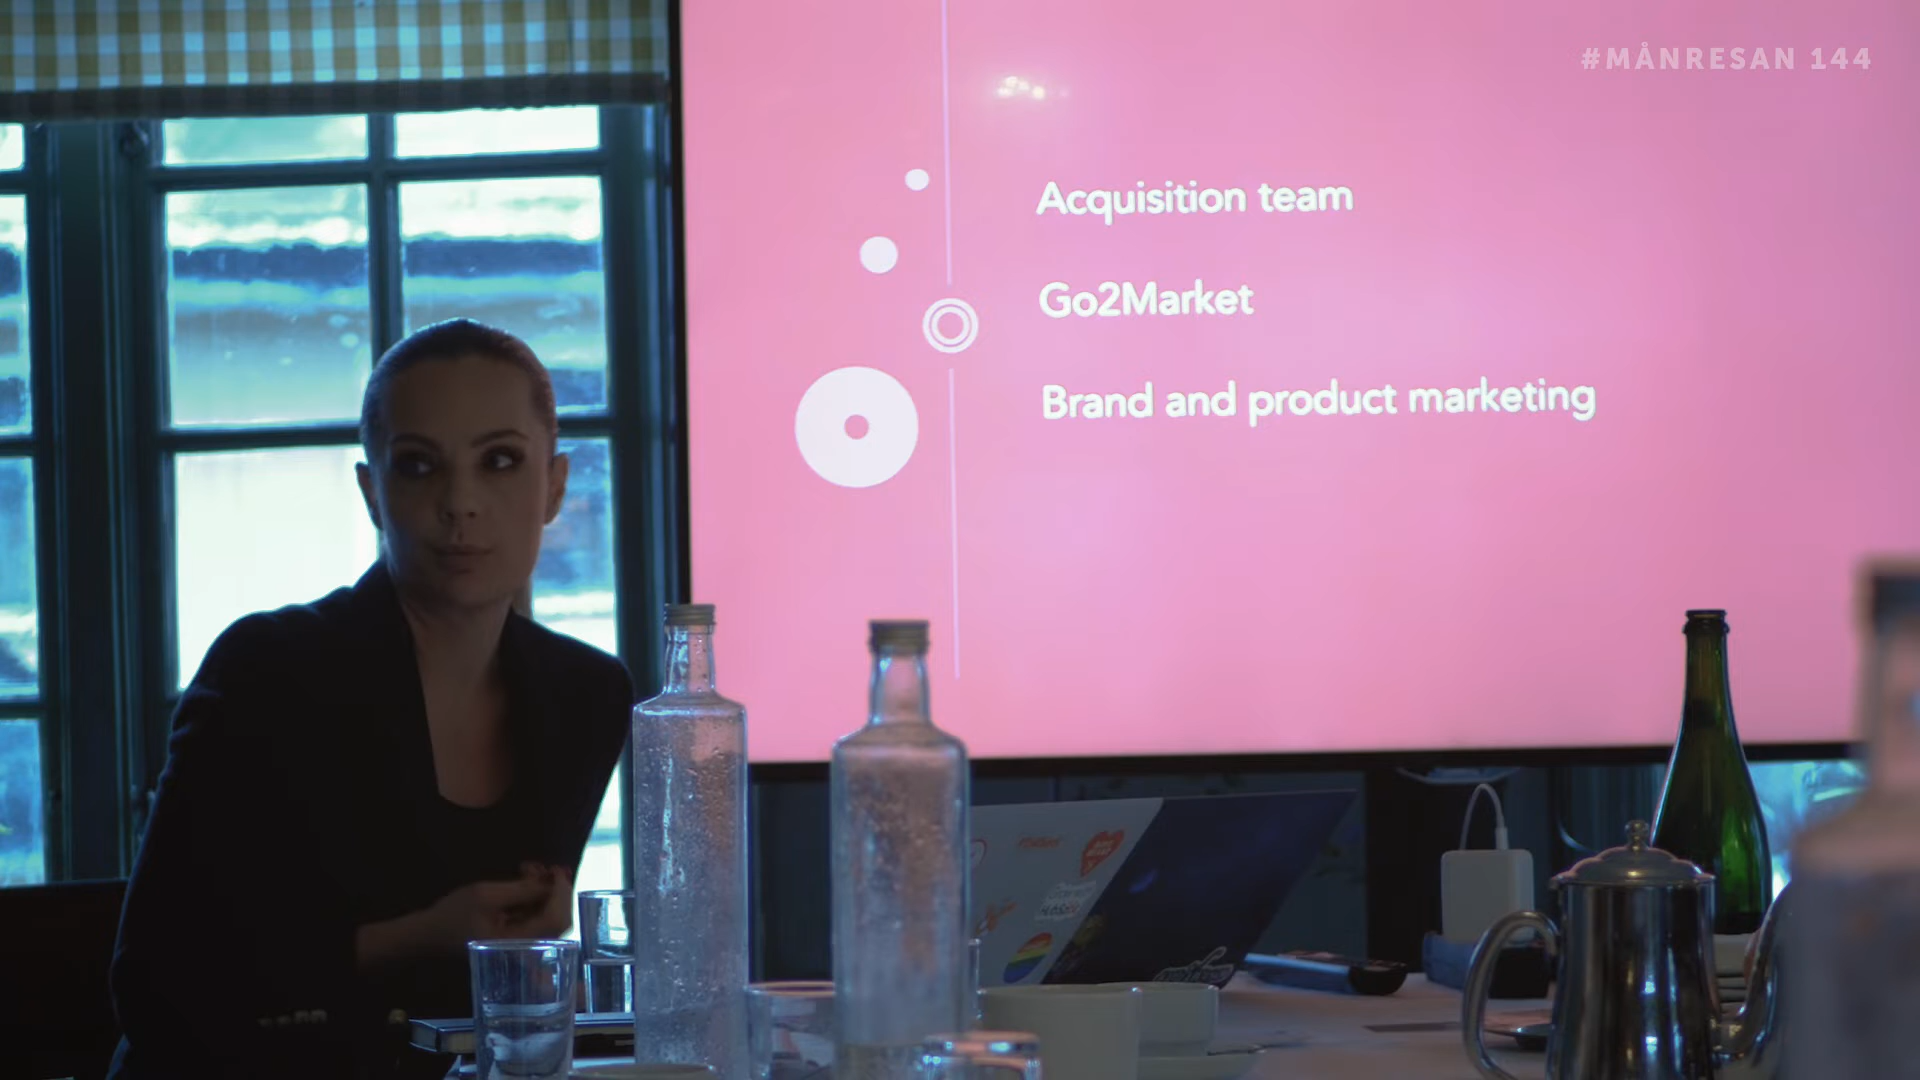 #MÅNRESAN 144
Acquisition team
Go2Market
Brand and product marketing